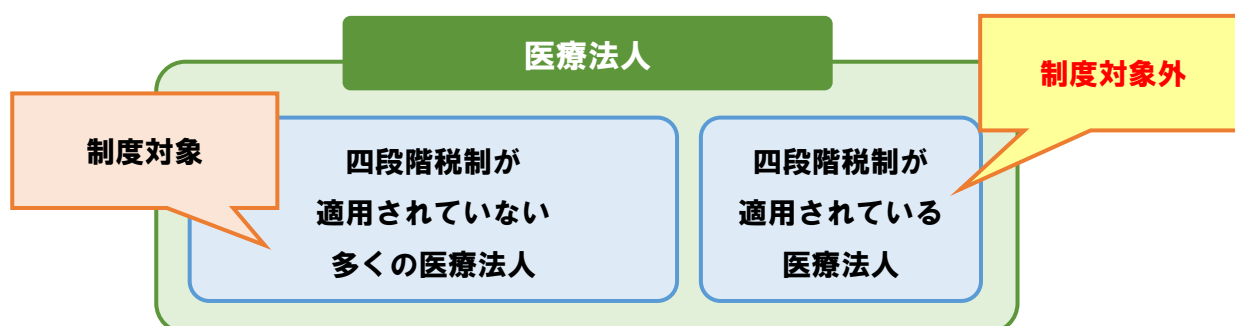 医療法人
制度対象外
制度対象
四段階税制が
適用されていない
多くの医療法人
四段階税制が
適用されている
医療法人